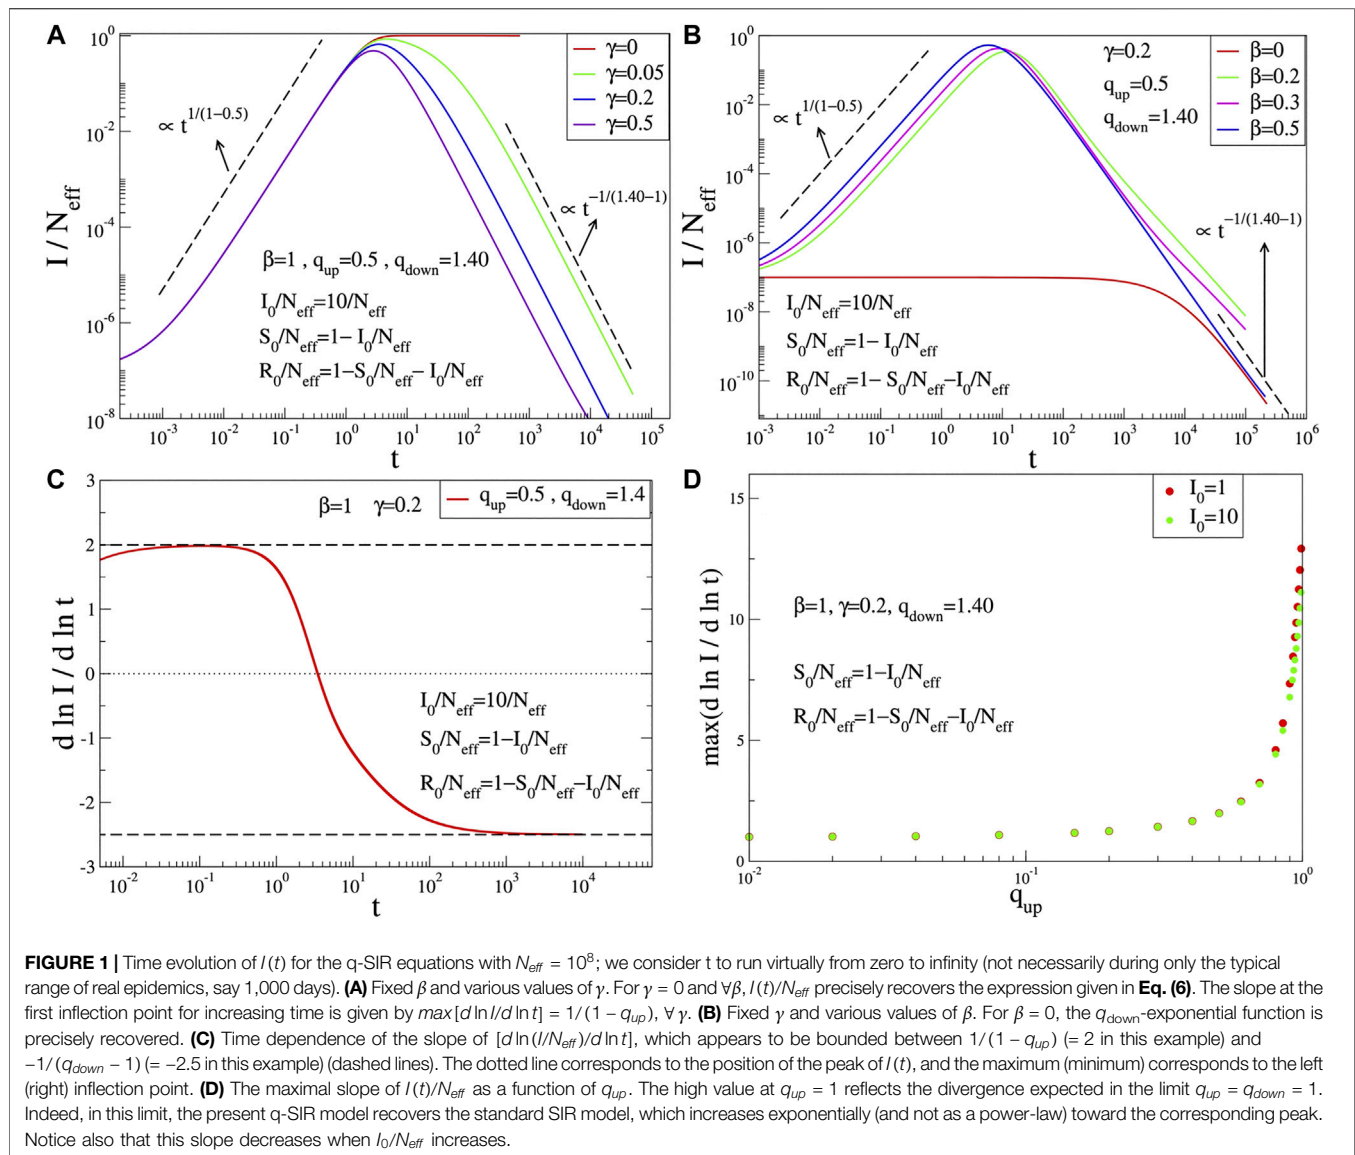 A
10^0
10^-2
10^-4
10^-6
10^-8
I / N_eff
γ=0
γ=0.05
γ=0.2
γ=0.5
∝ t^1/(1−0.5)
∝ t^−1/(1.40−1)
β=1 , q_up=0.5 , q_down=1.40
I_0/N_eff=10/N_eff
S_0/N_eff=1− I_0/N_eff
R_0/N_eff=1−S_0/N_eff− I_0/N_eff
10^-3 10^-2 10^-1 10^0 10^1 10^2 10^3 10^4 10^5
t
B
10^0
10^-2
10^-4
10^-6
10^-8
10^-10
I / N_eff
γ=0.2
q_up=0.5
q_down=1.40
β=0
β=0.2
β=0.3
β=0.5
∝ t^1/(1−0.5)
∝ t^−1/(1.40−1)
I_0/N_eff=10/N_eff
S_0/N_eff=1− I_0/N_eff
R_0/N_eff=1− S_0/N_eff−I_0/N_eff
10^-3 10^-2 10^-1 10^0 10^1 10^2 10^3 10^4 10^5 10^6
t
C
3
2
1
0
-1
-2
-3
d ln I / d ln t
β=1 γ=0.2
q_up=0.5 , q_down=1.4
I_0/N_eff=10/N_eff
S_0/N_eff=1−I_0/N_eff
R_0/N_eff=1−S_0/N_eff−I_0/N_eff
10^-2 10^-1 10^0 10^1 10^2 10^3 10^4
t
D
15
10
5
0
max(d ln I / d ln t)
I_0=1
I_0=10
β=1, γ=0.2, q_down=1.40
S_0/N_eff=1−I_0/N_eff
R_0/N_eff=1−S_0/N_eff−I_0/N_eff
10^-2 10^-1 10^0
q_up
FIGURE 1 | Time evolution of I(t) for the q-SIR equations with N_eff = 10^8; we consider t to run virtually from zero to infinity (not necessarily during only the typical
range of real epidemics, say 1,000 days). (A) Fixed β and various values of γ. For γ = 0 and ∀β, I(t)/N_eff precisely recovers the expression given in Eq. (6). The slope at the
first inflection point for increasing time is given by max[d ln I/d ln t] = 1/(1 − q_up), ∀ γ. (B) Fixed γ and various values of β. For β = 0, the q_down-exponential function is
precisely recovered. (C) Time dependence of the slope of [d ln(I/N_eff)/d ln t], which appears to be bounded between 1/(1 − q_up) (= 2 in this example) and
−1/(q_down − 1) (= −2.5 in this example) (dashed lines). The dotted line corresponds to the position of the peak of I(t), and the maximum (minimum) corresponds to the left
(right) inflection point. (D) The maximal slope of I(t)/N_eff as a function of q_up. The high value at q_up = 1 reflects the divergence expected in the limit q_up = q_down = 1.
Indeed, in this limit, the present q-SIR model recovers the standard SIR model, which increases exponentially (and not as a power-law) toward the corresponding peak.
Notice also that this slope decreases when I_0/N_eff increases.